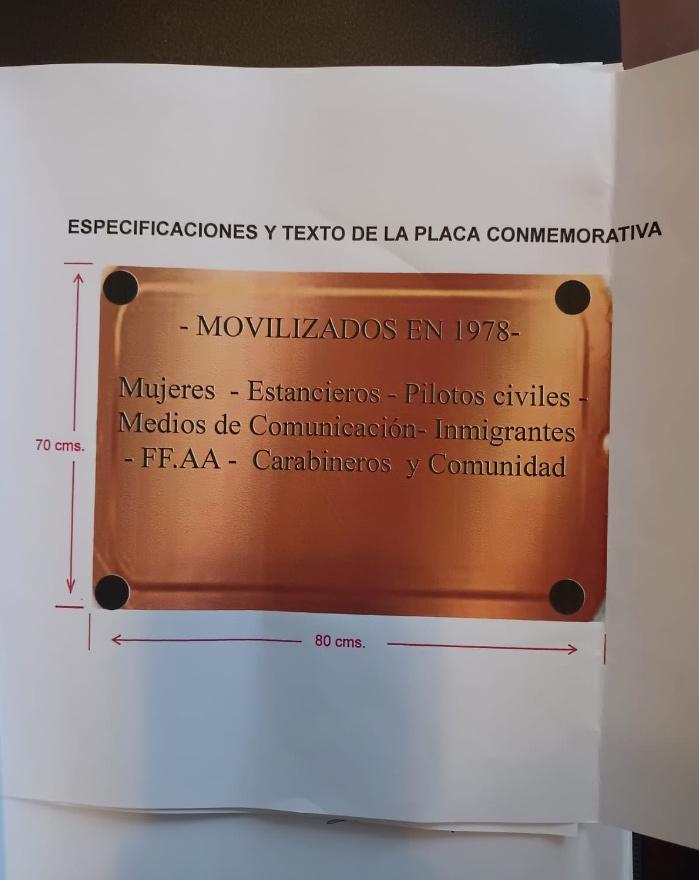 ESPECIFICACIONES Y TEXTO DE LA PLACA CONMEMORATIVA
- MOVILIZADOS EN 1978-
Mujeres - Estancieros - Pilotos civiles -
Medios de Comunicación- Inmigrantes
- FF.AA - Carabineros y Comunidad
70 cms.
80 cms.